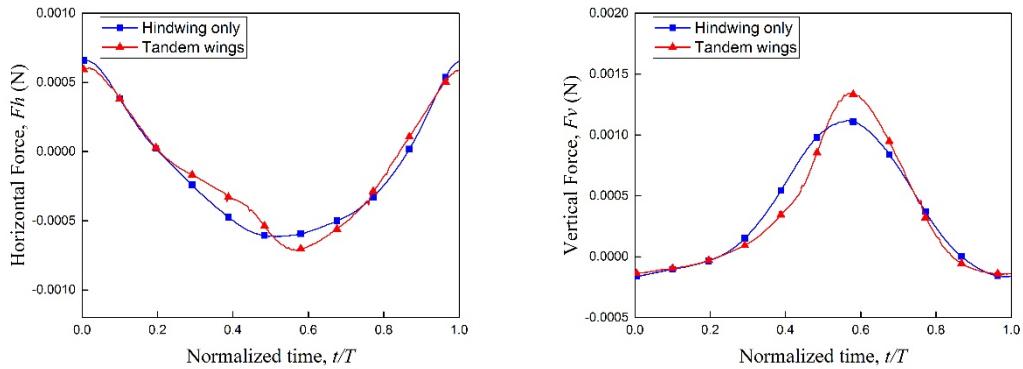 0.0010
0.0005
0.0000
-0.0005
-0.0010
Horizontal Force, Fh (N)
Hindwing only
Tandem wings
0.0 0.2 0.4 0.6 0.8 1.0
Normalized time, t/T
0.0020
0.0015
0.0010
0.0005
0.0000
-0.0005
Vertical Force, Fv (N)
Hindwing only
Tandem wings
0.0 0.2 0.4 0.6 0.8 1.0
Normalized time, t/T